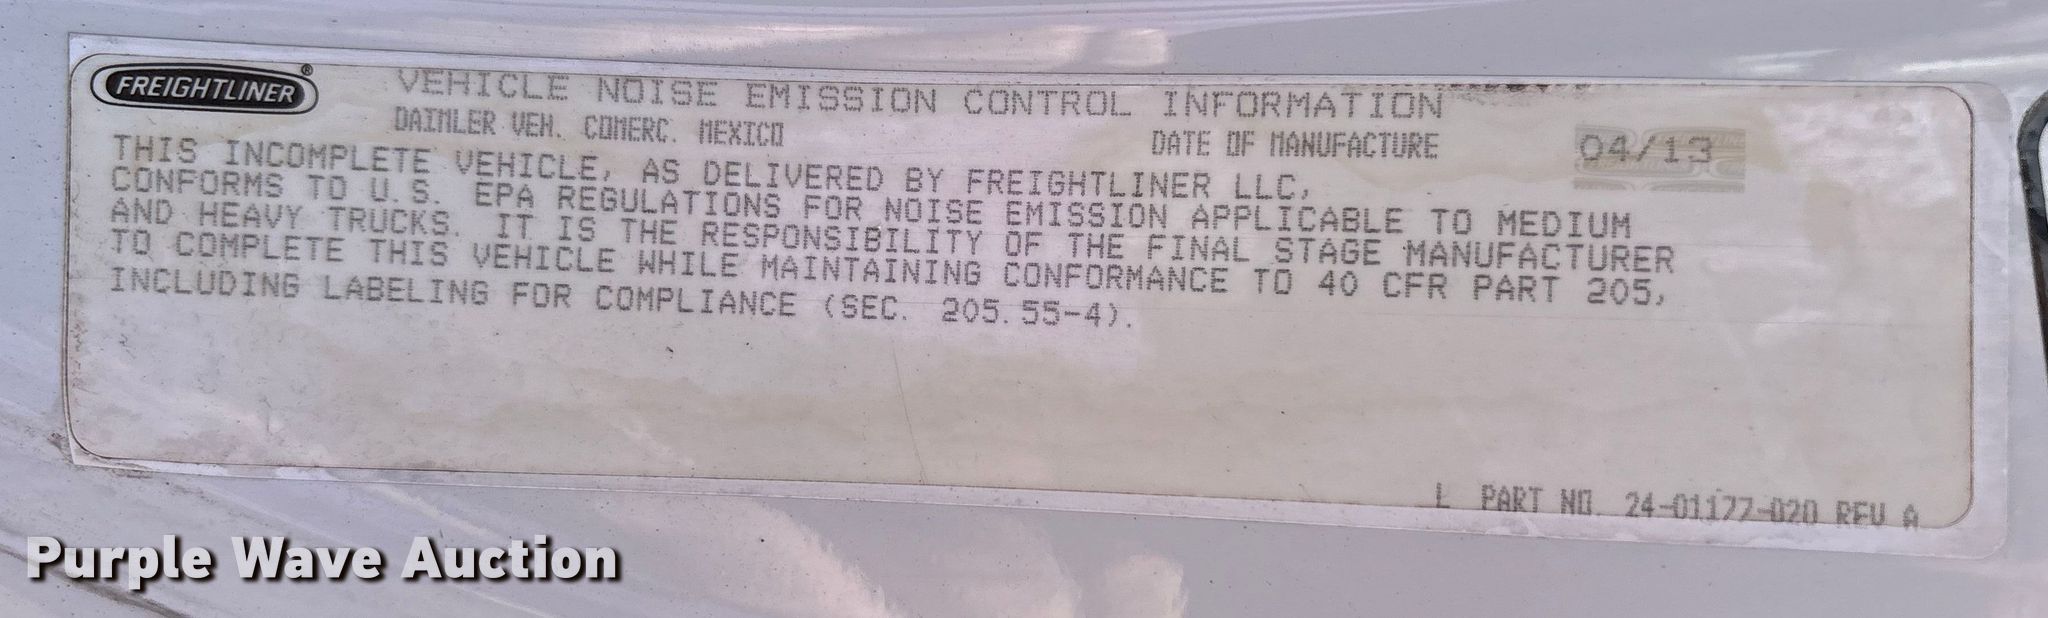 FREIGHTLINER®
VEHICLE NOISE EMISSION CONTROL INFORMATION
DAIMLER VEH. COMERC. MEXICO
DATE OF MANUFACTURE 04/13
THIS INCOMPLETE VEHICLE, AS DELIVERED BY FREIGHTLINER LLC,
CONFORMS TO U.S. EPA REGULATIONS FOR NOISE EMISSION APPLICABLE TO MEDIUM
AND HEAVY TRUCKS. IT IS THE RESPONSIBILITY OF THE FINAL STAGE MANUFACTURER
TO COMPLETE THIS VEHICLE WHILE MAINTAINING CONFORMANCE TO 40 CFR PART 205,
INCLUDING LABELING FOR COMPLIANCE (SEC. 205.55-4).
L PART NO. 24-01177-020 REV A
Purple Wave Auction